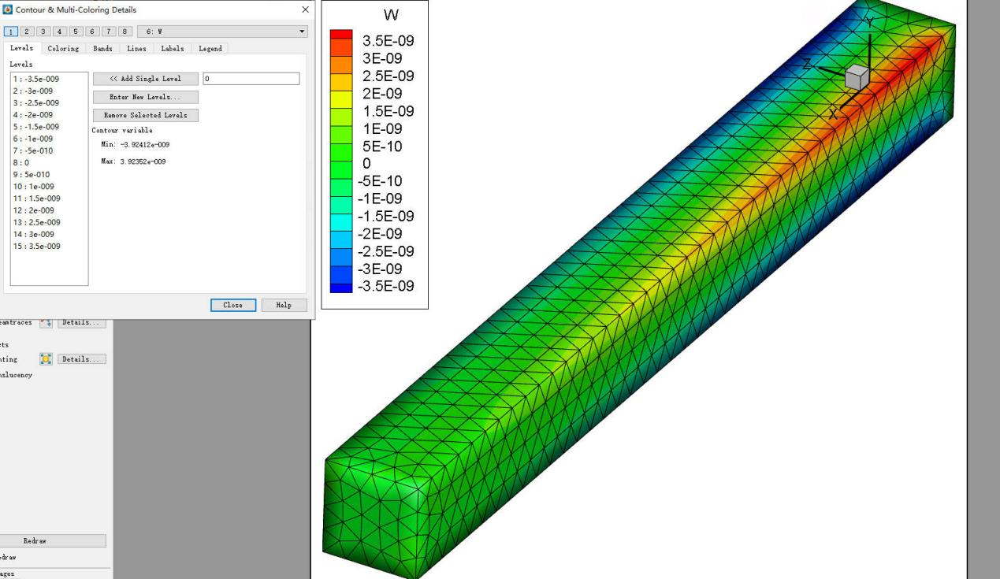 Contour & Multi-Coloring Details
1 2 3 4 5 6 7 8 6: W
Levels Coloring Bands Lines Labels Legend
Levels
1 : -3.5e-009
2 : -3e-009
3 : -2.5e-009
4 : -2e-009
5 : -1.5e-009
6 : -1e-009
7 : -5e-010
8 : 0
9 : 5e-010
10 : 1e-009
11 : 1.5e-009
12 : 2e-009
13 : 2.5e-009
14 : 3e-009
15 : 3.5e-009
<< Add Single Level 0
Enter New Levels...
Remove Selected Levels
Contour variable
Min: -3.92412e-009
Max: 3.92352e-009
Close Help
eamtraces Details...
ts
ting Details...
nslucency
Redraw
draw
ages
W
3.5E-09
3E-09
2.5E-09
2E-09
1.5E-09
1E-09
5E-10
0
-5E-10
-1E-09
-1.5E-09
-2E-09
-2.5E-09
-3E-09
-3.5E-09
Y
Z
X